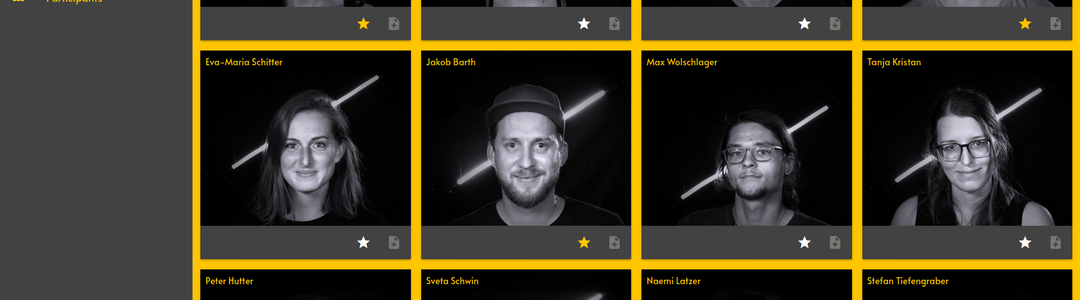 Participants
Eva-Maria Schitter
Jakob Barth
Max Wolschlager
Tanja Kristan
Peter Hutter
Sveta Schwin
Naemi Latzer
Stefan Tiefengraber